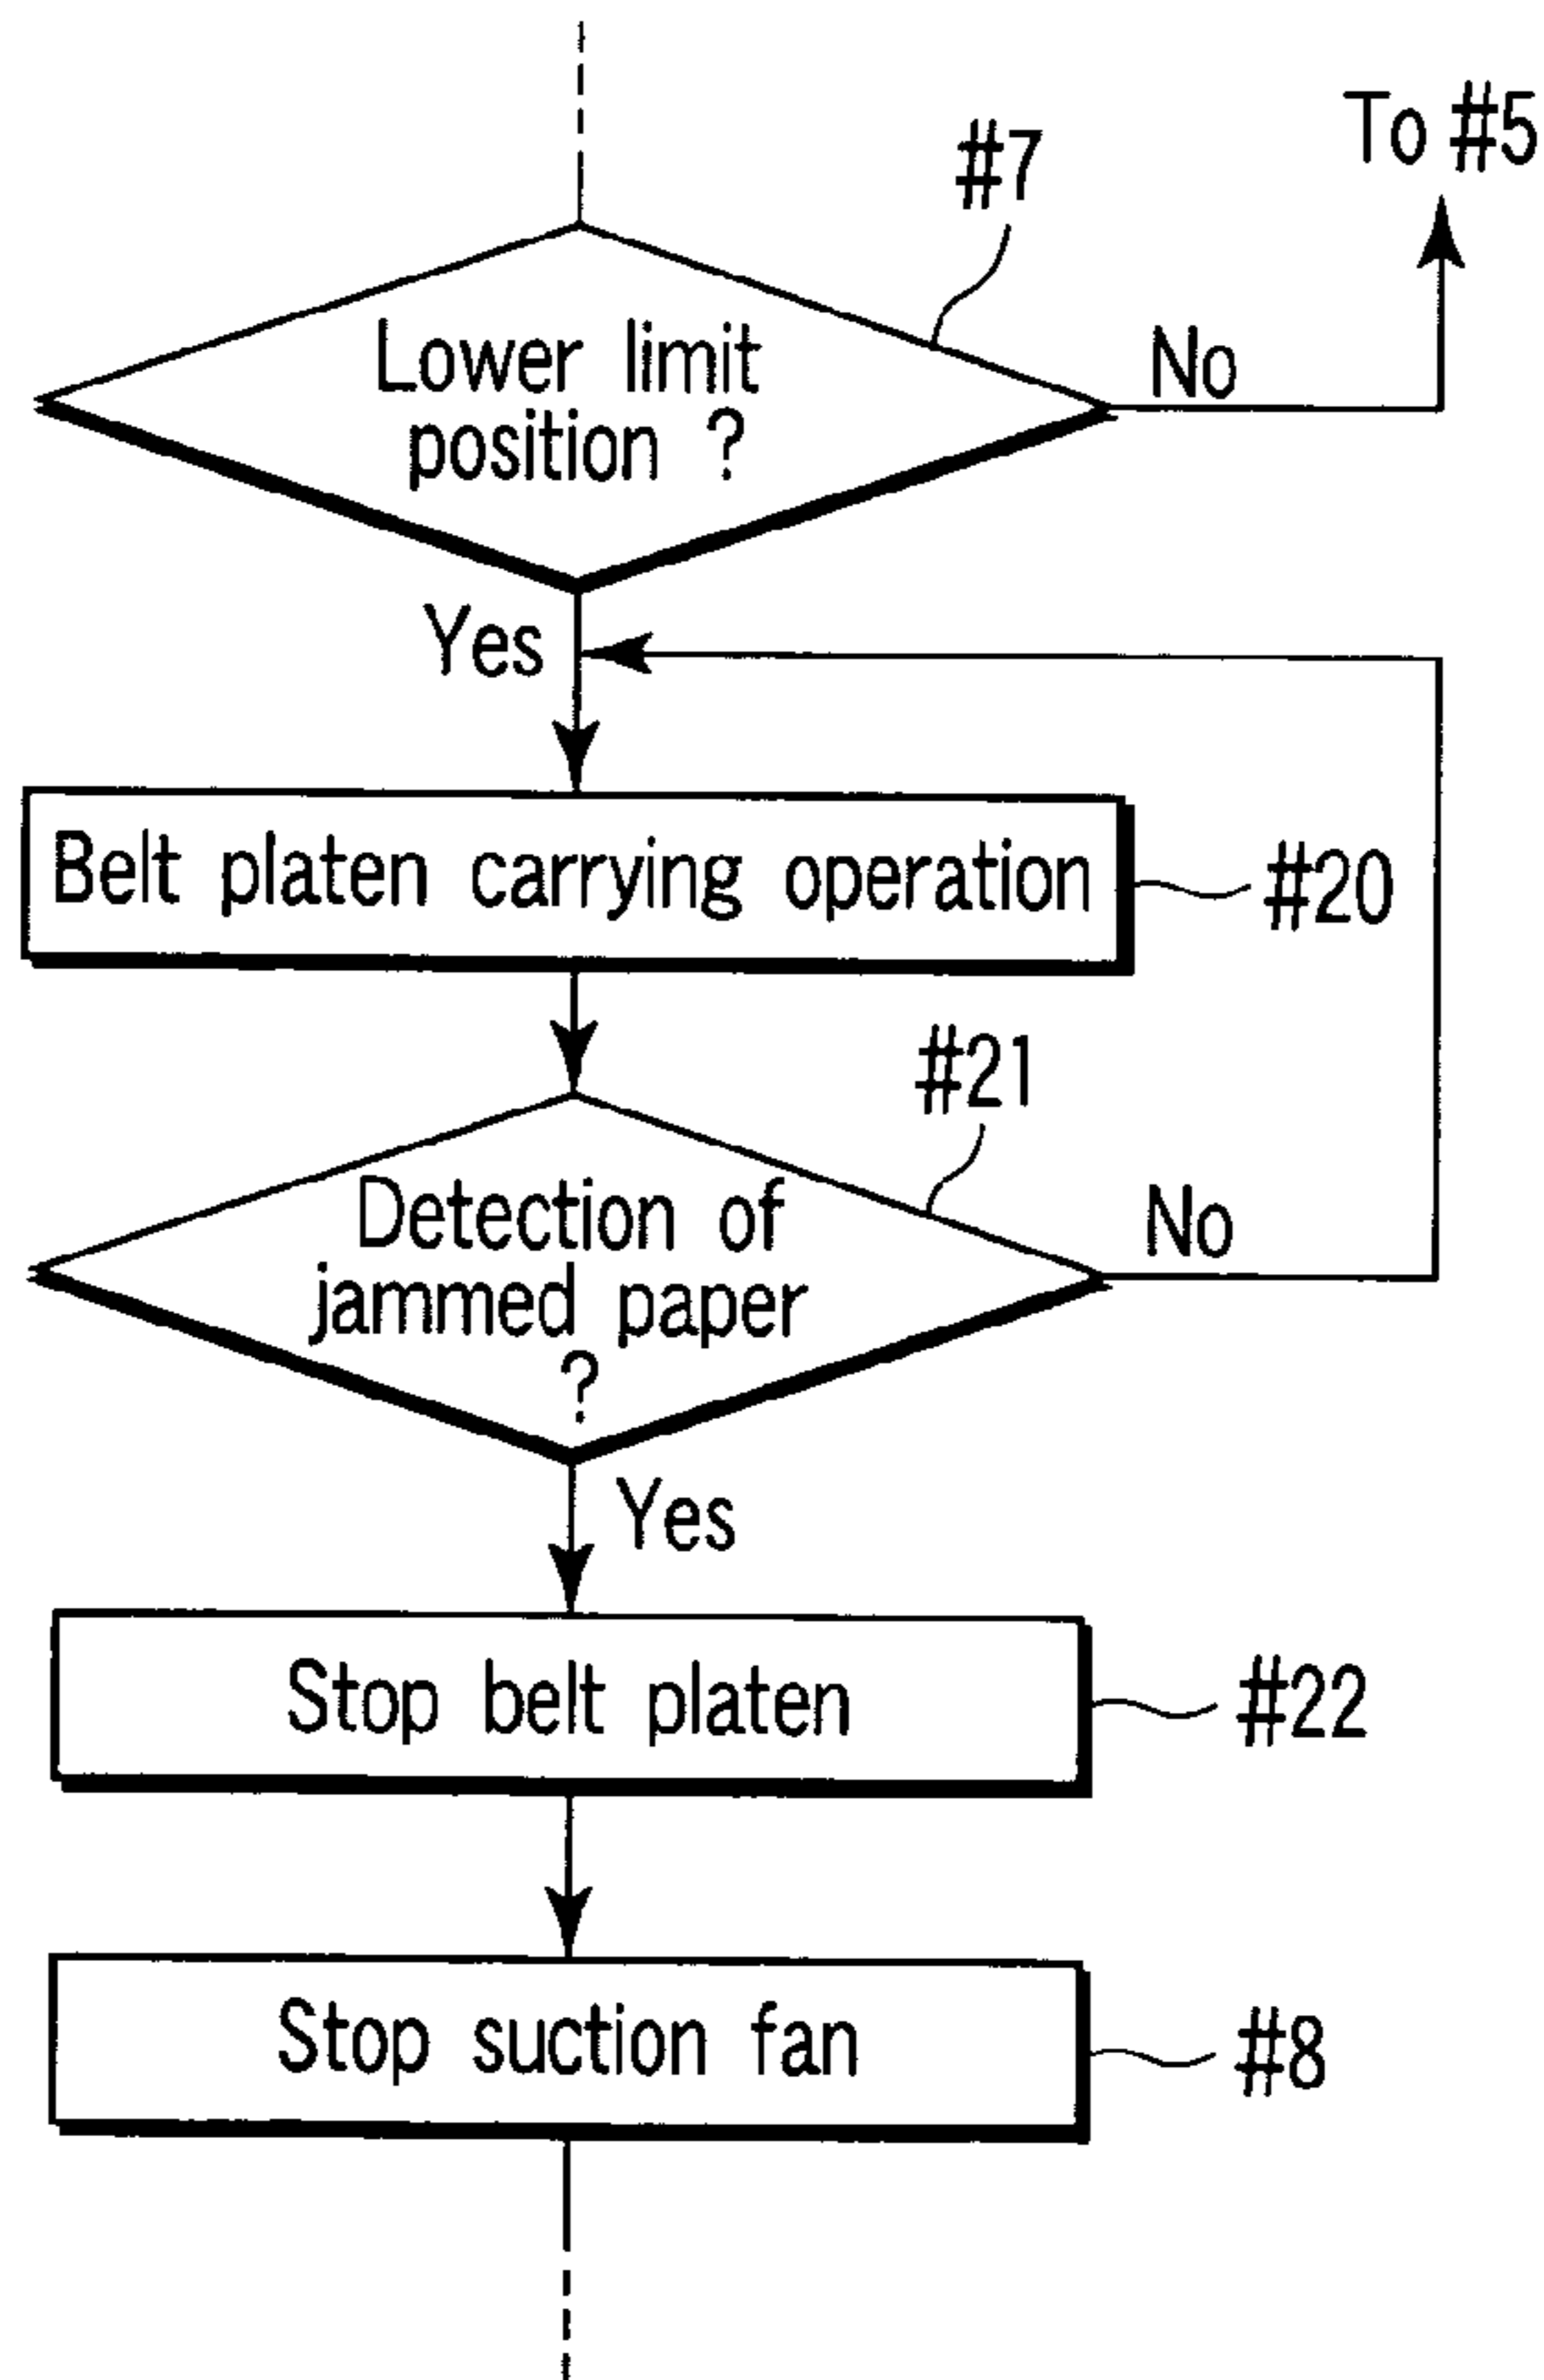 To #5
#7
Lower limit
position ?
No
Yes
Belt platen carrying operation
#20
#21
Detection of
jammed paper
?
No
Yes
Stop belt platen
#22
Stop suction fan
#8